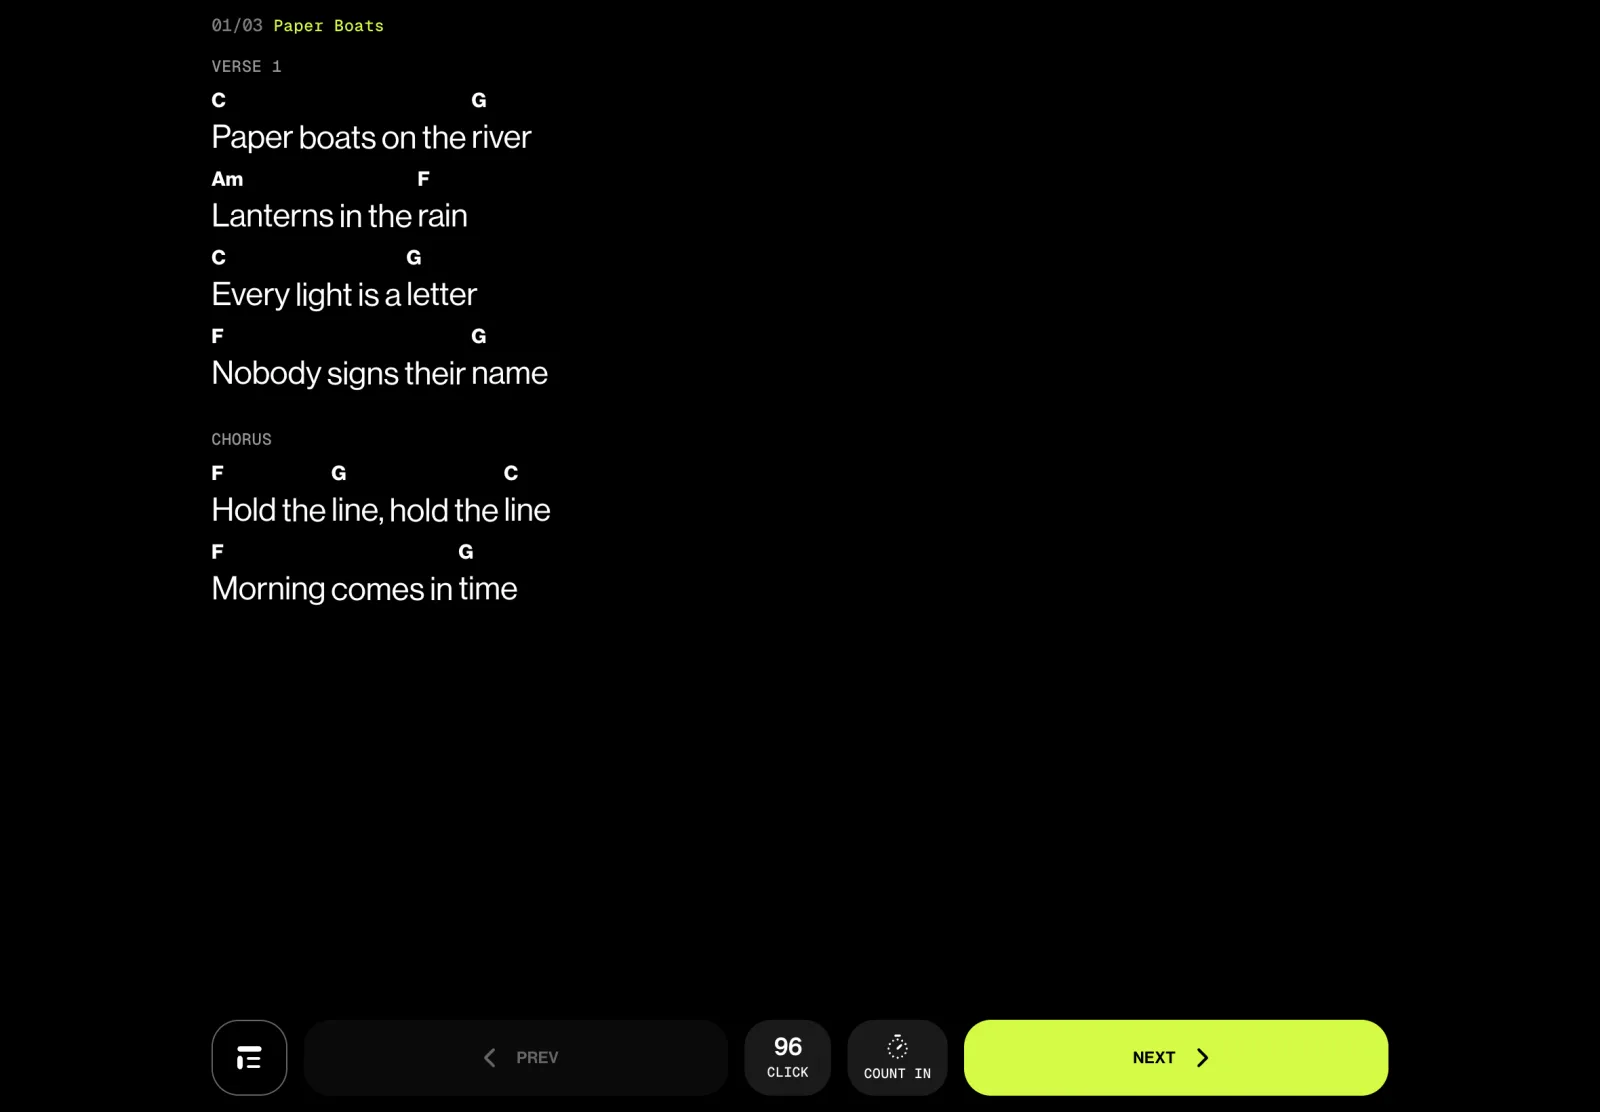 01/03 Paper Boats
VERSE 1
C G
Paper boats on the river
Am F
Lanterns in the rain
C G
Every light is a letter
F G
Nobody signs their name
CHORUS
F G C
Hold the line, hold the line
F G
Morning comes in time
PREV
96
CLICK
COUNT IN
NEXT